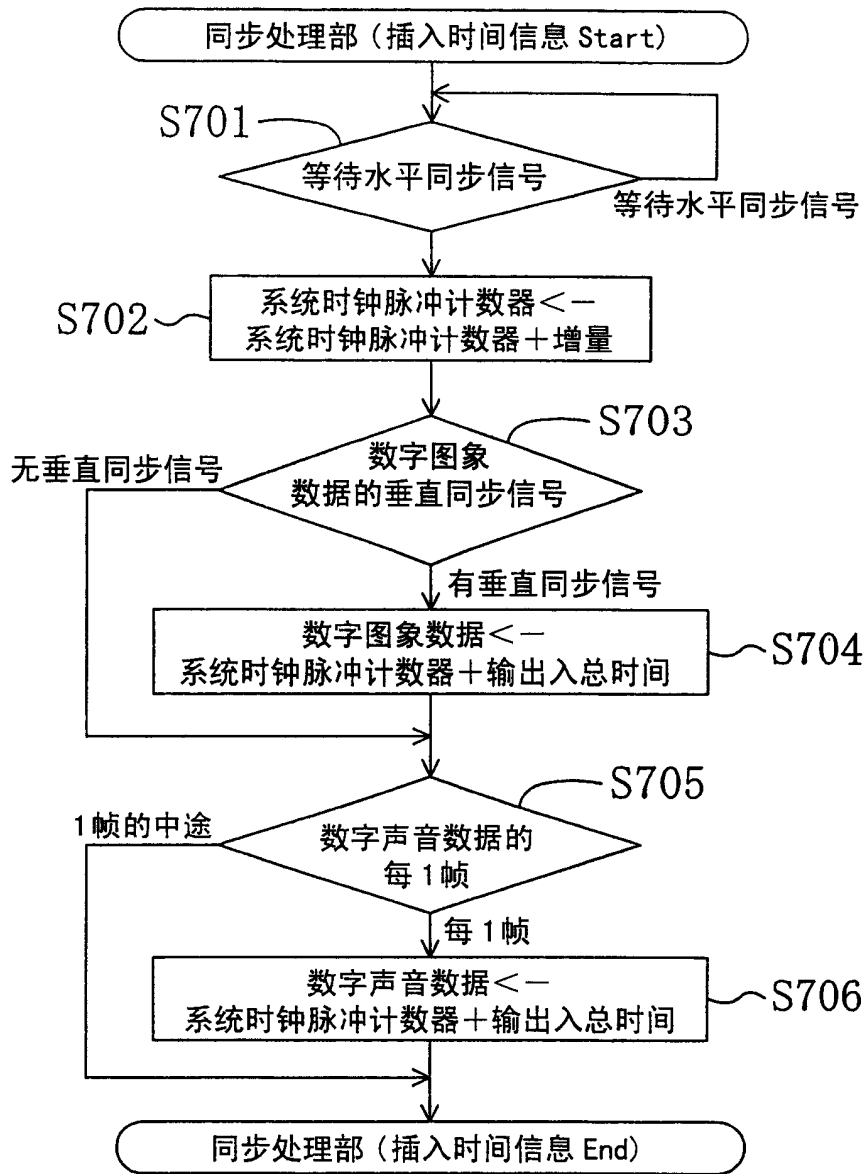 同步处理部（插入时间信息 Start）
S701
等待水平同步信号
等待水平同步信号
S702
系统时钟脉冲计数器＜－
系统时钟脉冲计数器＋增量
S703
数字图象
数据的垂直同步信号
无垂直同步信号
有垂直同步信号
数字图象数据＜－
系统时钟脉冲计数器＋输出入总时间
S704
S705
1帧的中途
数字声音数据的
每1帧
每1帧
数字声音数据＜－
系统时钟脉冲计数器＋输出入总时间
S706
同步处理部（插入时间信息 End）